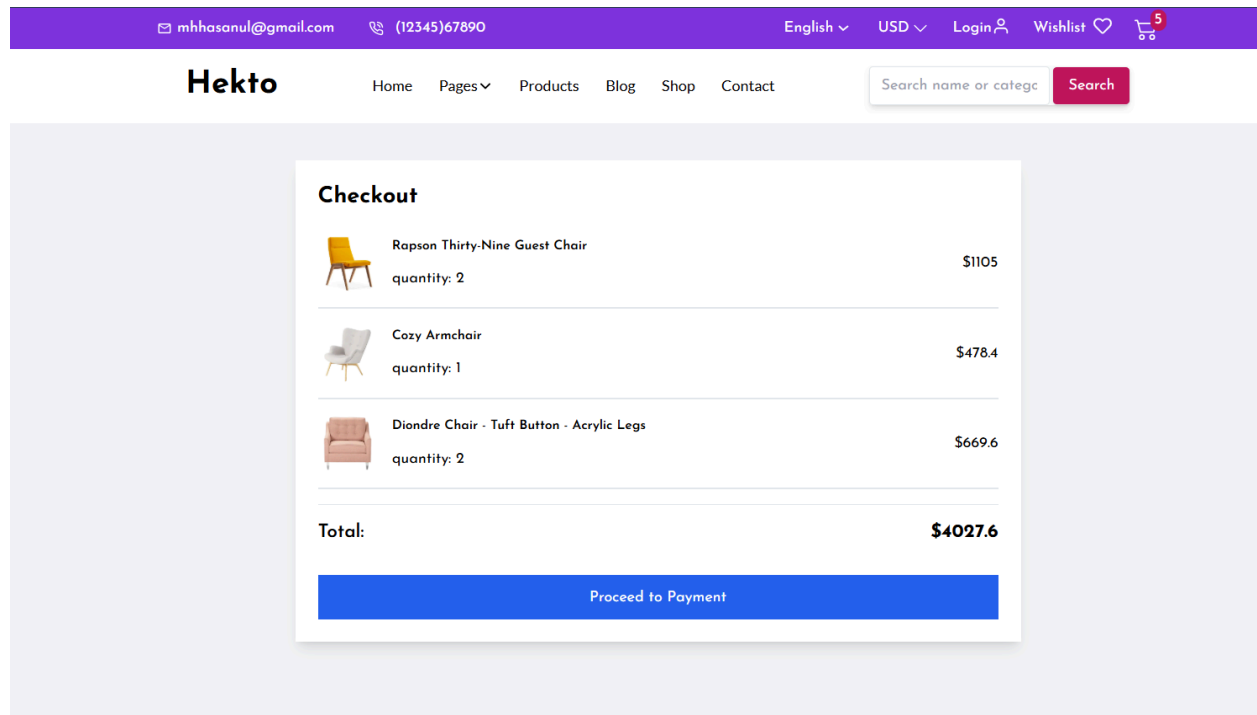 mhhasanul@gmail.com (12345)67890 English USD Login Wishlist 5
Hekto Home Pages Products Blog Shop Contact Search name or catego Search
Checkout
Rapson Thirty-Nine Guest Chair
quantity: 2
$1105
Cozy Armchair
quantity: 1
$478.4
Diondre Chair - Tuft Button - Acrylic Legs
quantity: 2
$669.6
Total: $4027.6
Proceed to Payment